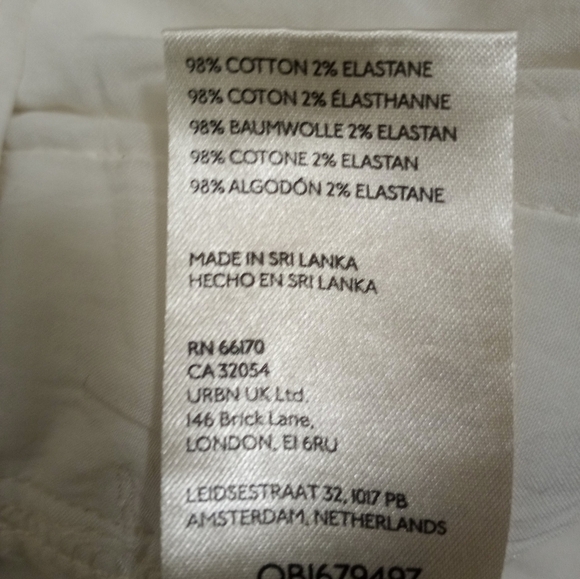 98% COTTON 2% ELASTANE
98% COTON 2% ÉLASTHANNE
98% BAUMWOLLE 2% ELASTAN
98% COTONE 2% ELASTAN
98% ALGODÓN 2% ELASTANE
MADE IN SRI LANKA
HECHO EN SRI LANKA
RN 66170
CA 32054
URBN UK Ltd.
146 Brick Lane,
LONDON, E1 6RU
LEIDSESTRAAT 32, 1017 PB
AMSTERDAM, NETHERLANDS